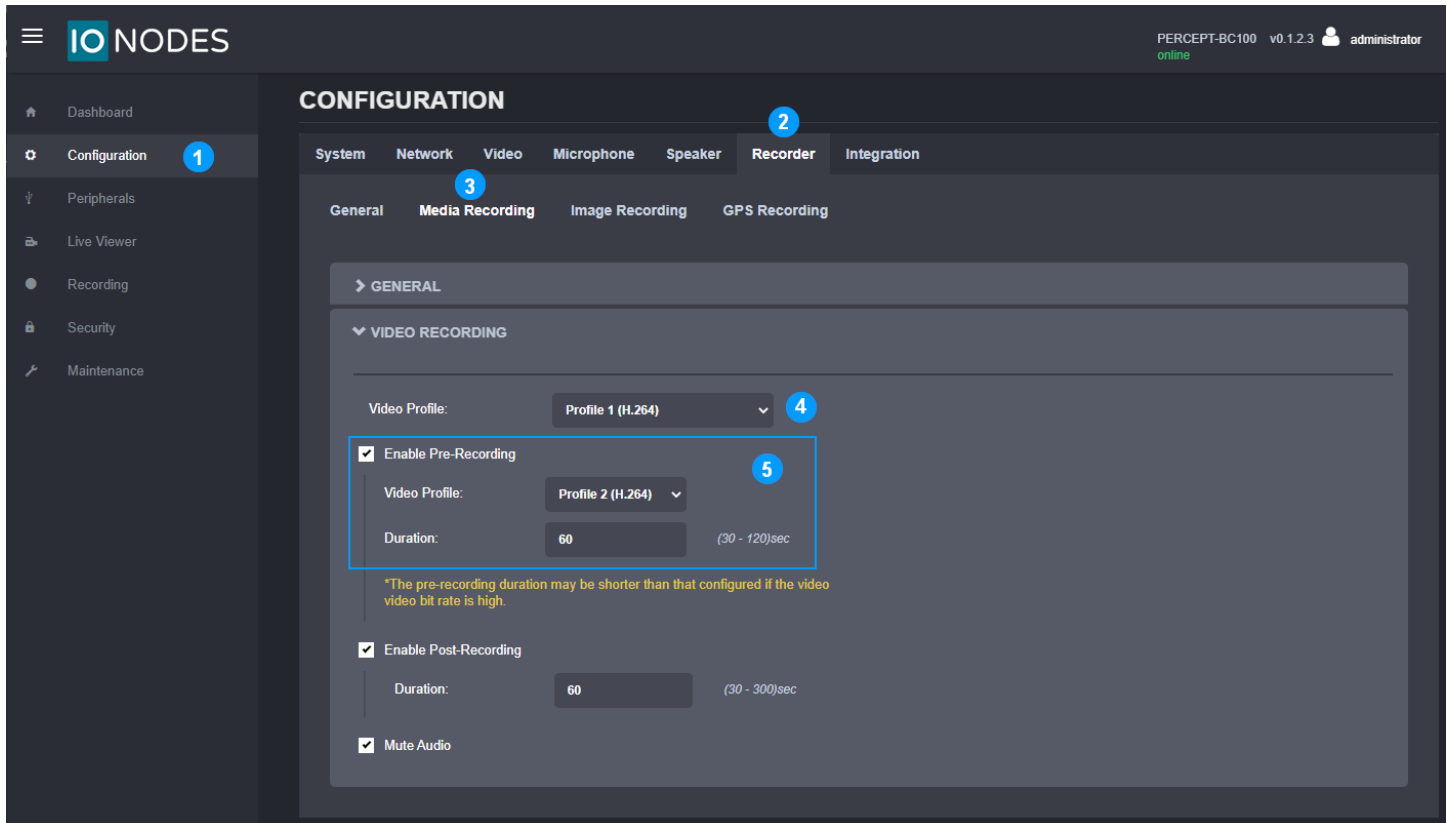 IO NODES
PERCEPT-BC100 v0.1.2.3 administrator
online
Dashboard
Configuration 1
Peripherals
Live Viewer
Recording
Security
Maintenance
CONFIGURATION
2
System Network Video Microphone Speaker Recorder Integration
3
General Media Recording Image Recording GPS Recording
GENERAL
VIDEO RECORDING
Video Profile: Profile 1 (H.264) 4
Enable Pre-Recording 5
Video Profile: Profile 2 (H.264)
Duration: 60 (30 - 120)sec
*The pre-recording duration may be shorter than that configured if the video
video bit rate is high.
Enable Post-Recording
Duration: 60 (30 - 300)sec
Mute Audio